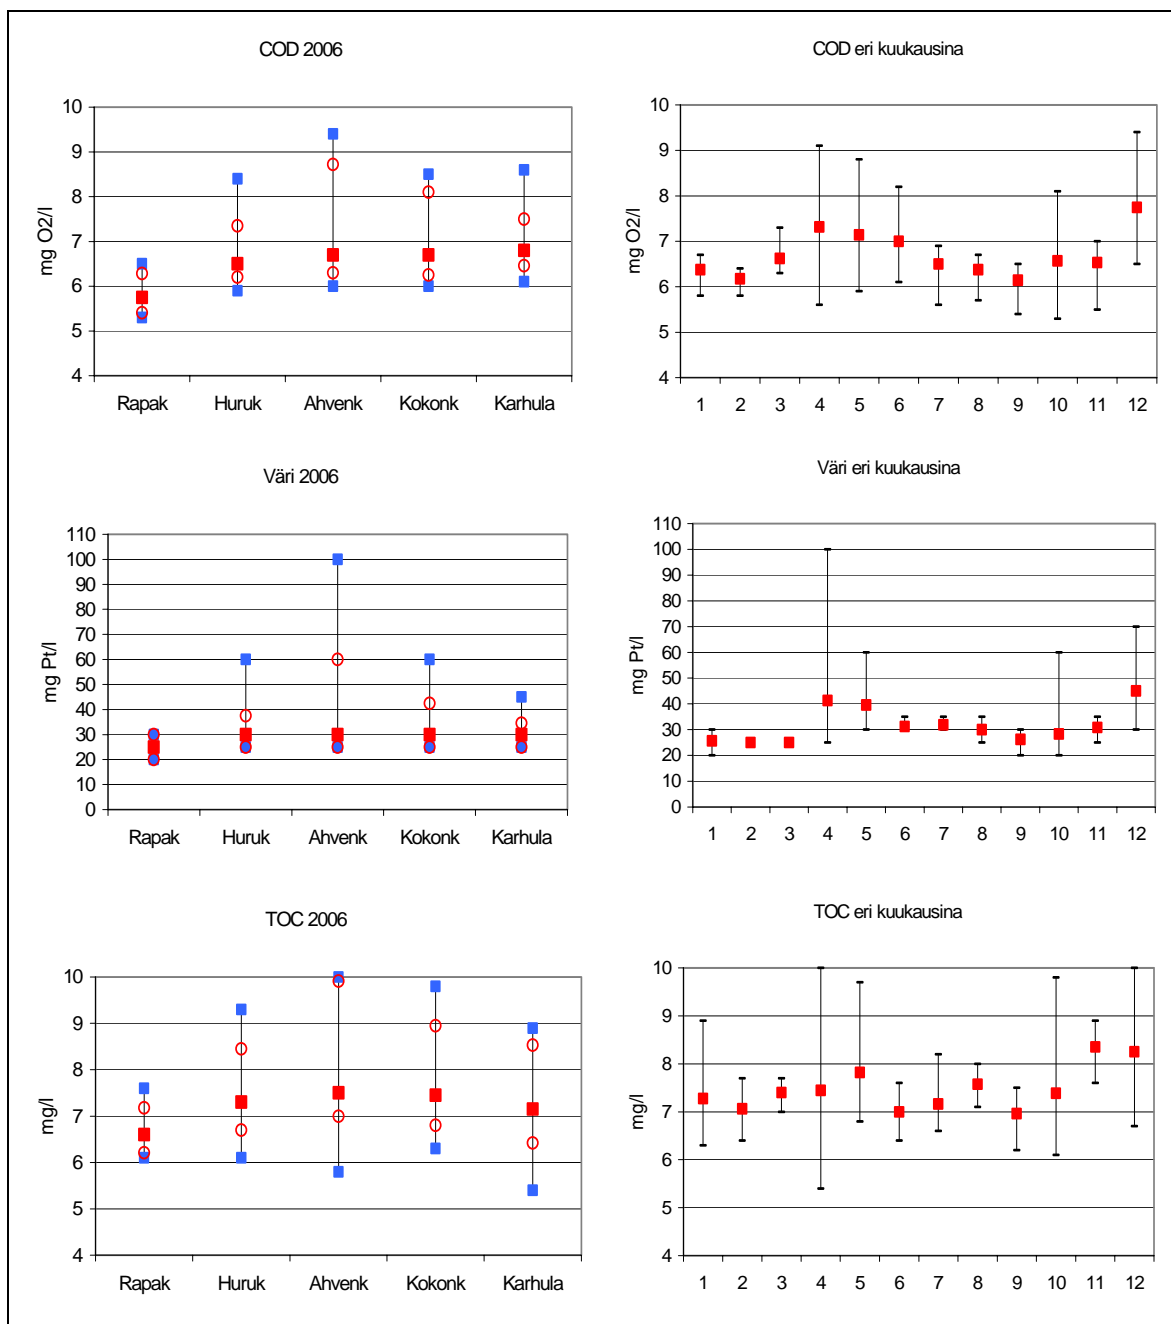 COD 2006
10
9
8
7
6
5
4
mg O2/l
Rapak Huruk Ahvenk Kokonk Karhula
COD eri kuukausina
10
9
8
7
6
5
4
mg O2/l
1 2 3 4 5 6 7 8 9 10 11 12
Väri 2006
110
100
90
80
70
60
50
40
30
20
10
0
mg Pt/l
Rapak Huruk Ahvenk Kokonk Karhula
Väri eri kuukausina
110
100
90
80
70
60
50
40
30
20
10
0
mg Pt/l
1 2 3 4 5 6 7 8 9 10 11 12
TOC 2006
10
9
8
7
6
5
4
mg/l
Rapak Huruk Ahvenk Kokonk Karhula
TOC eri kuukausina
10
9
8
7
6
5
4
mg/l
1 2 3 4 5 6 7 8 9 10 11 12